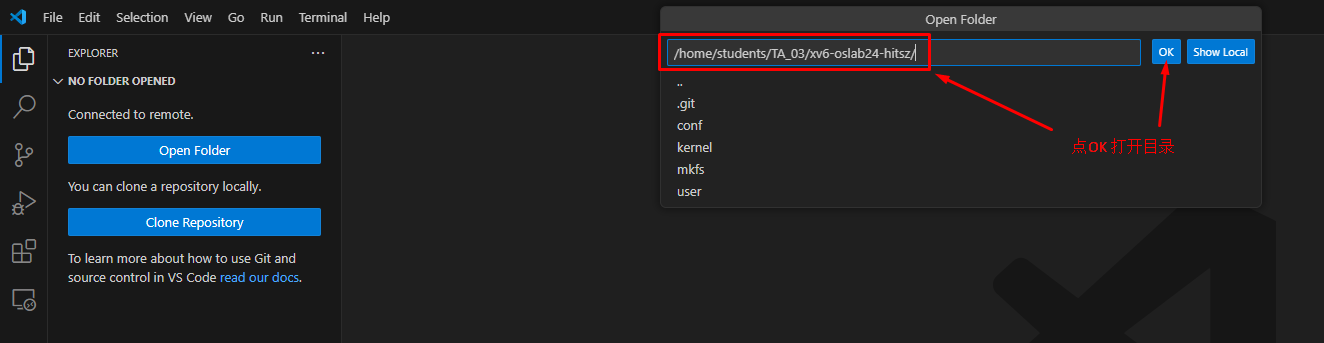 File Edit Selection View Go Run Terminal Help
EXPLORER ···
NO FOLDER OPENED
Connected to remote.
Open Folder
You can clone a repository locally.
Clone Repository
To learn more about how to use Git and
source control in VS Code read our docs.
Open Folder
/home/students/TA_03/xv6-oslab24-hitsz/
OK
Show Local
..
.git
conf
kernel
mkfs
user
点OK 打开目录